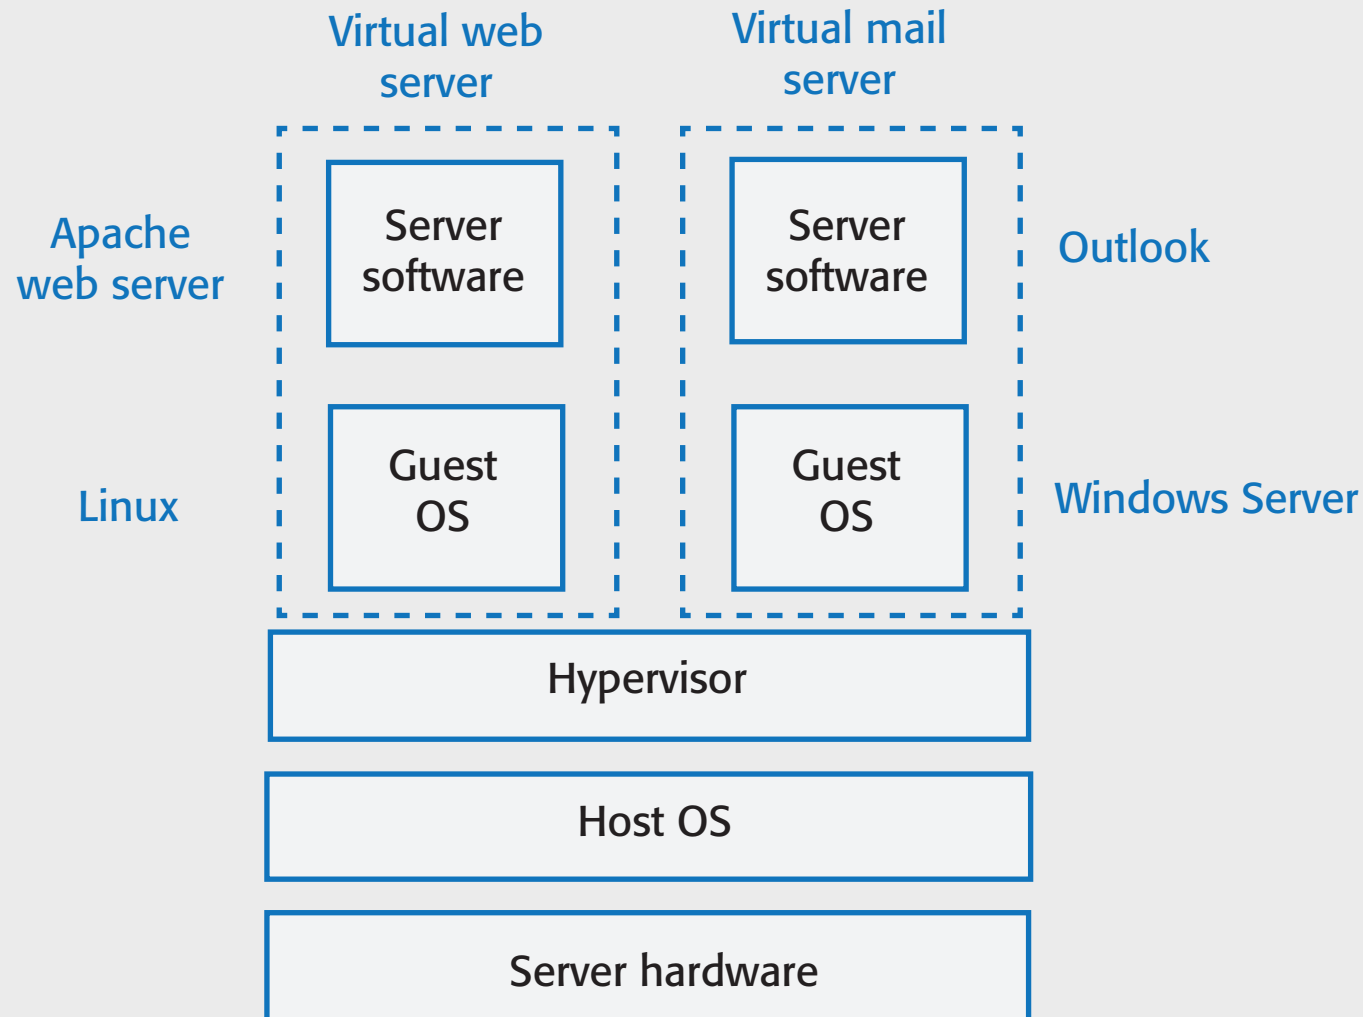 Virtual web
server
Virtual mail
server
Apache
web server
Server
software
Server
software
Outlook
Linux
Guest
OS
Guest
OS
Windows Server
Hypervisor
Host OS
Server hardware